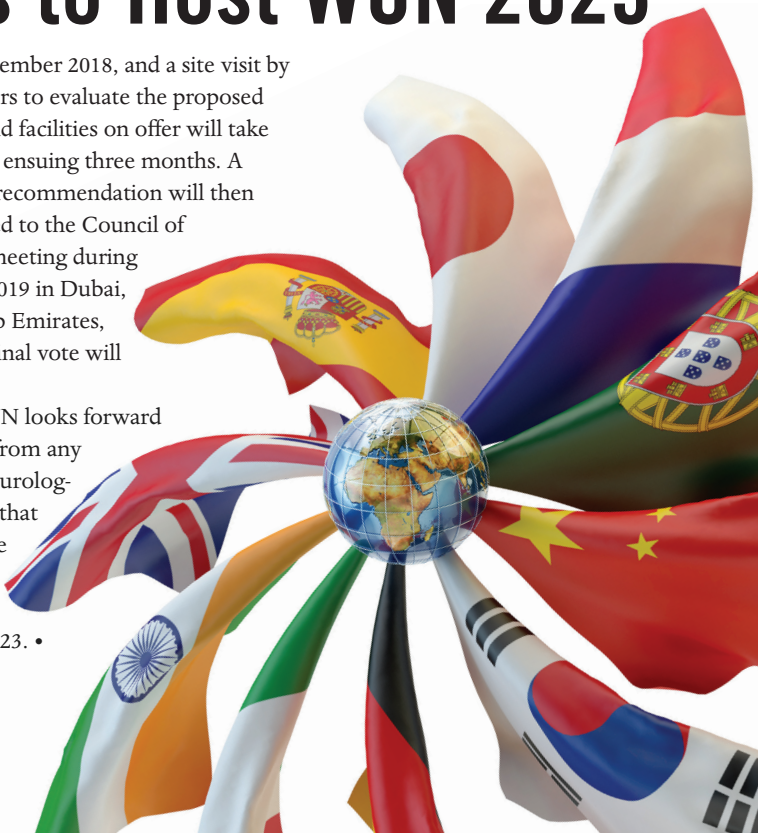 s to Host WCN 2023
ember 2018, and a site visit by
rs to evaluate the proposed
d facilities on offer will take
ensuing three months. A
recommendation will then
d to the Council of
meeting during
019 in Dubai,
b Emirates,
nal vote will
N looks forward
from any
urolog-
that
e
23. •